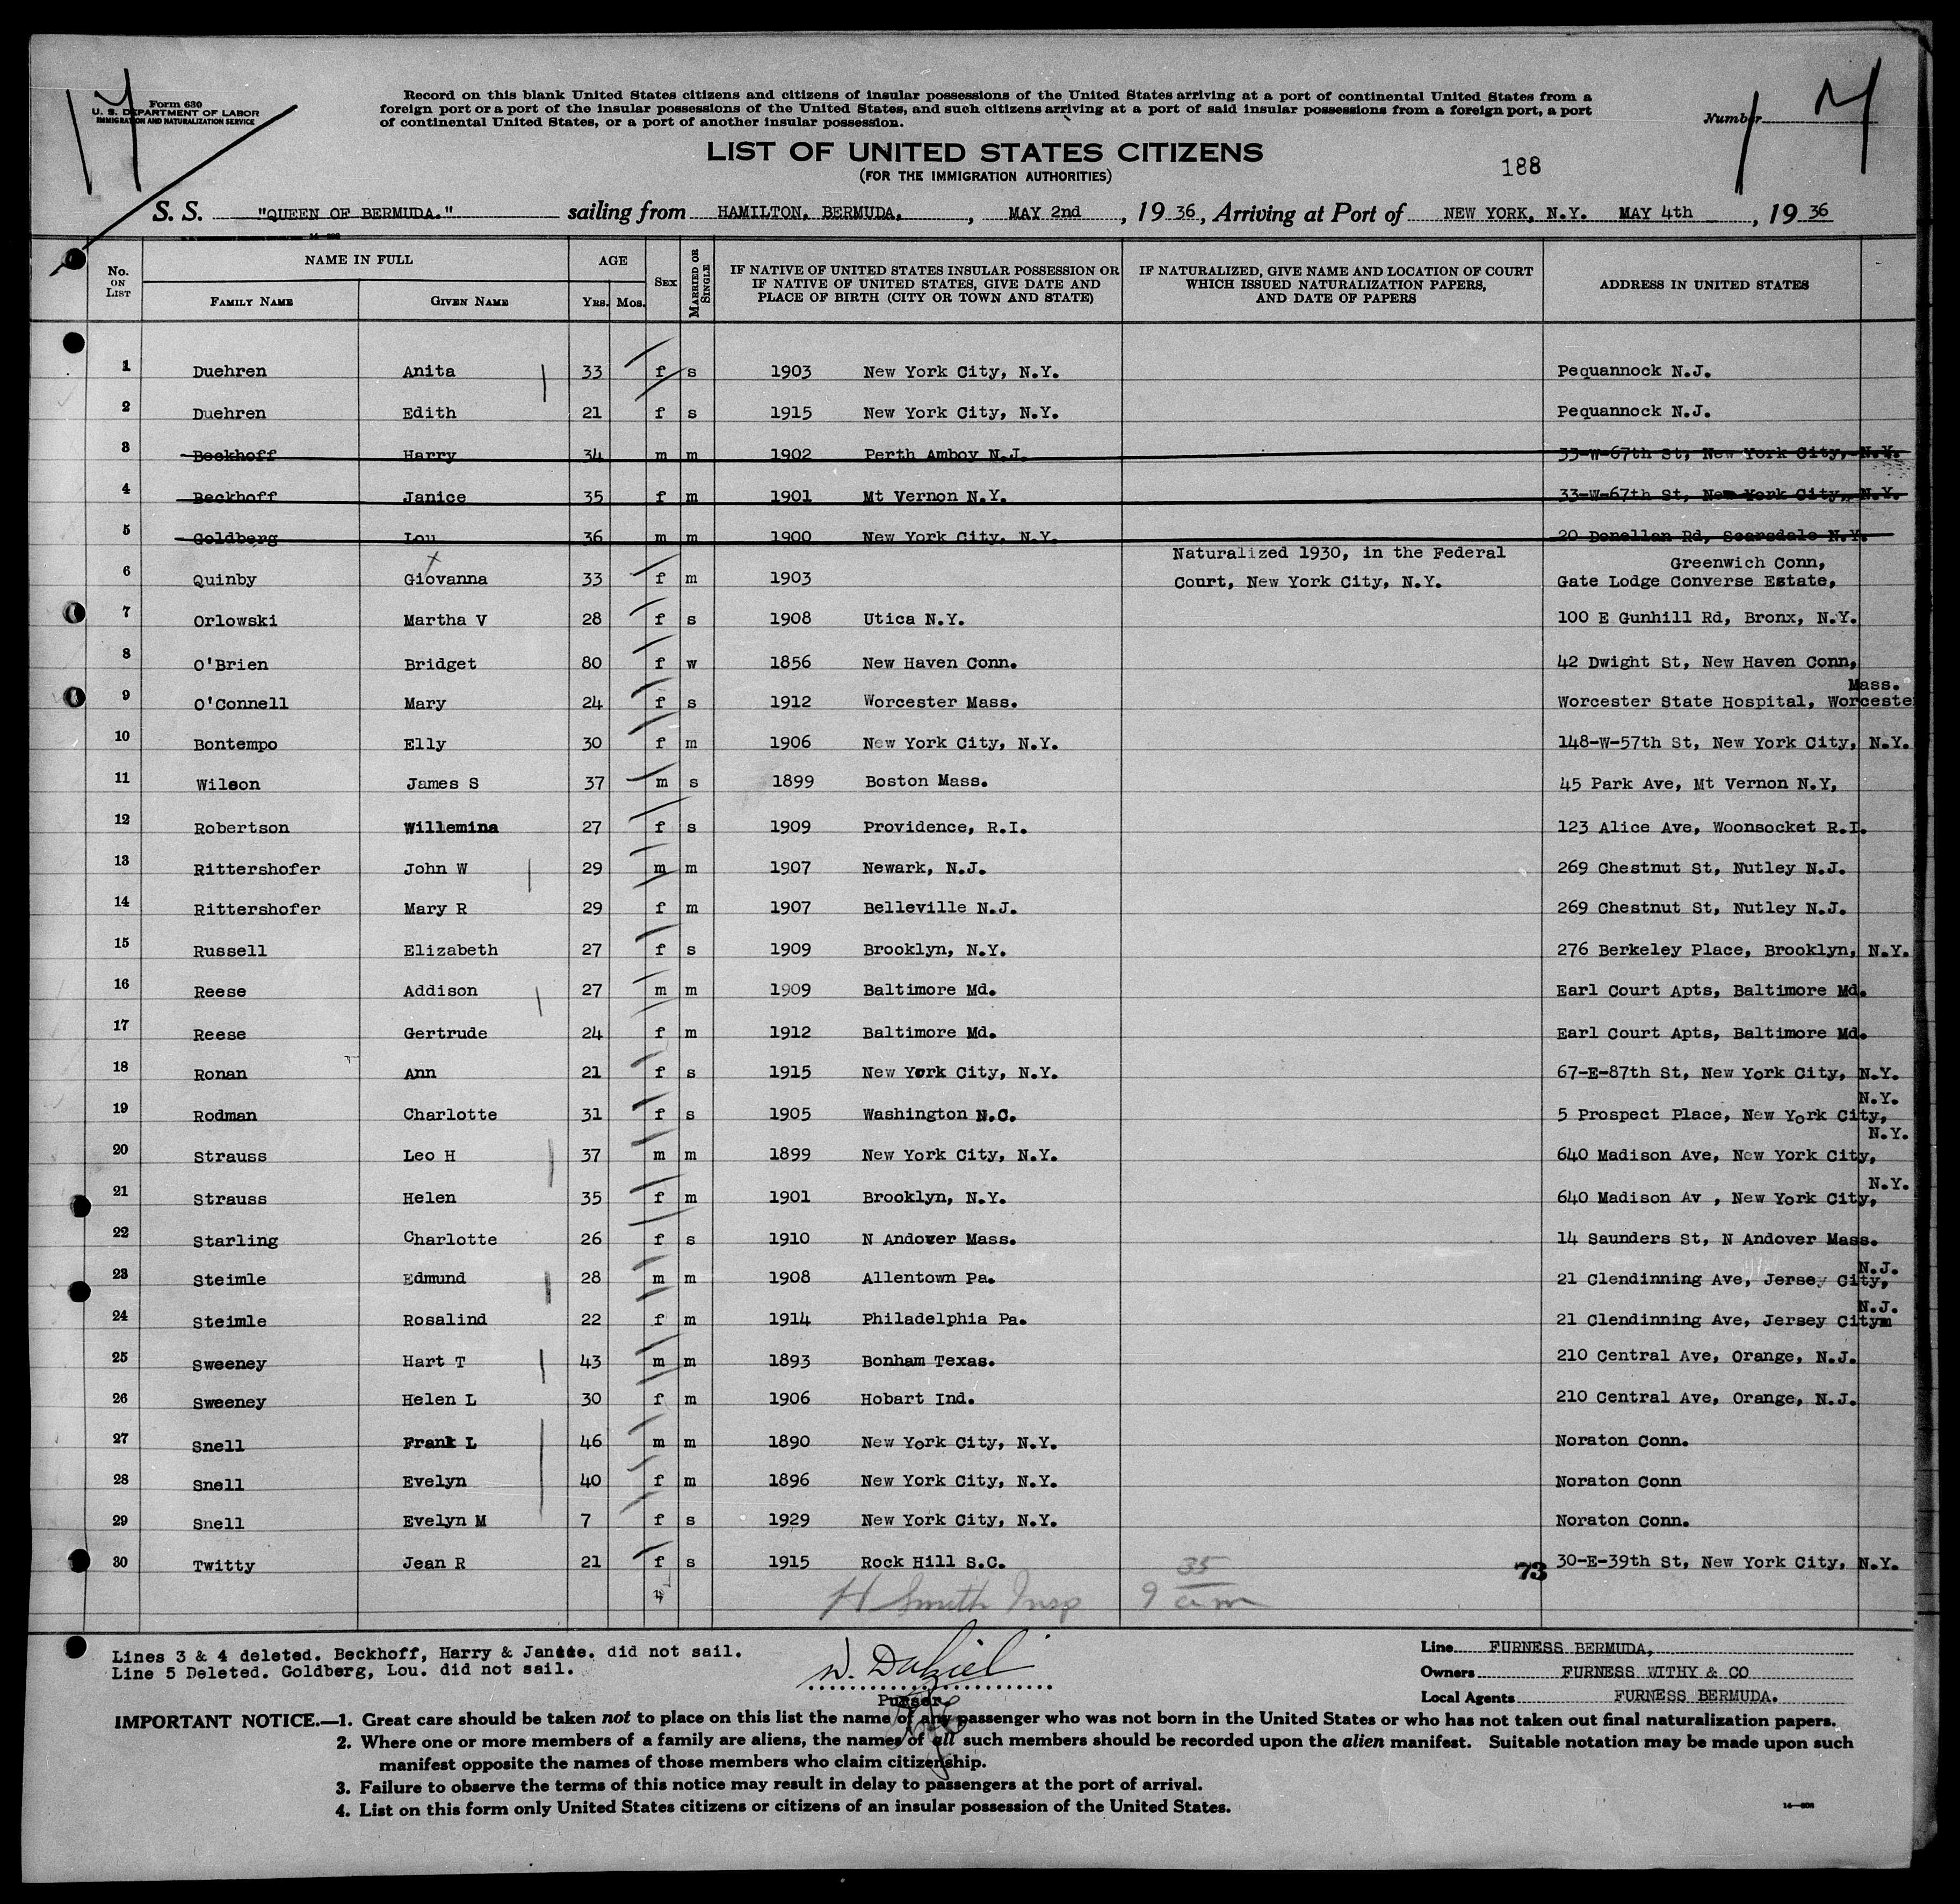 Form 630
U. S. DEPARTMENT OF LABOR
IMMIGRATION AND NATURALIZATION SERVICE
Record on this blank United States citizens and citizens of insular possessions of the United States arriving at a port of continental United States from a
foreign port or a port of the insular possessions of the United States, and such citizens arriving at a port of said insular possessions from a foreign port, a port
of continental United States, or a port of another insular possession.
Number
LIST OF UNITED STATES CITIZENS
(FOR THE IMMIGRATION AUTHORITIES)
188
S. S. "QUEEN OF BERMUDA." sailing from HAMILTON, BERMUDA, , MAY 2nd , 19 36, Arriving at Port of NEW YORK, N.Y. MAY 4th , 19 36
No. ON LIST NAME IN FULL AGE SEX MARRIED OR SINGLE IF NATIVE OF UNITED STATES INSULAR POSSESSION OR IF NATIVE OF UNITED STATES, GIVE DATE AND PLACE OF BIRTH (CITY OR TOWN AND STATE) IF NATURALIZED, GIVE NAME AND LOCATION OF COURT WHICH ISSUED NATURALIZATION PAPERS, AND DATE OF PAPERS ADDRESS IN UNITED STATES
FAMILY NAME GIVEN NAME YRS. MOS.
1 Duehren Anita 33 f s 1903 New York City, N.Y. Pequannock N.J.
2 Duehren Edith 21 f s 1915 New York City, N.Y. Pequannock N.J.
3 Beckhoff Harry 34 m m 1902 Perth Amboy N.J. 33-W-67th St, New York City, N.Y.
4 Beckhoff Janice 35 f m 1901 Mt Vernon N.Y. 33-W-67th St, New York City, N.Y.
5 Goldberg Lou 36 m m 1900 New York City, N.Y. 20 Donellan Rd, Scarsdale N.Y.
Naturalized 1930, in the Federal Greenwich Conn,
6 Quinby Giovanna 33 f m 1903 Court, New York City, N.Y. Gate Lodge Converse Estate,
7 Orlowski Martha V 28 f s 1908 Utica N.Y. 100 E Gunhill Rd, Bronx, N.Y.
8 O'Brien Bridget 80 f w 1856 New Haven Conn. 42 Dwight St, New Haven Conn,
Mass.
9 O'Connell Mary 24 f s 1912 Worcester Mass. Worcester State Hospital, Worceste
10 Bontempo Elly 30 f m 1906 New York City, N.Y. 148-W-57th St, New York City, N.Y.
11 Wilson James S 37 m s 1899 Boston Mass. 45 Park Ave, Mt Vernon N.Y,
12 Robertson Willemina 27 f s 1909 Providence, R.I. 123 Alice Ave, Woonsocket R.I.
13 Rittershofer John W 29 m m 1907 Newark, N.J. 269 Chestnut St, Nutley N.J.
14 Rittershofer Mary R 29 f m 1907 Belleville N.J. 269 Chestnut St, Nutley N.J.
15 Russell Elizabeth 27 f s 1909 Brooklyn, N.Y. 276 Berkeley Place, Brooklyn, N.Y.
16 Reese Addison 27 m m 1909 Baltimore Md. Earl Court Apts, Baltimore Md.
17 Reese Gertrude 24 f m 1912 Baltimore Md. Earl Court Apts, Baltimore Md.
18 Ronan Ann 21 f s 1915 New York City, N.Y. 67-E-87th St, New York City, N.Y.
N.Y.
19 Rodman Charlotte 31 f s 1905 Washington N.C. 5 Prospect Place, New York City,
N.Y.
20 Strauss Leo H 37 m m 1899 New York City, N.Y. 640 Madison Ave, New York City,
N.Y.
21 Strauss Helen 35 f m 1901 Brooklyn, N.Y. 640 Madison Av , New York City,
22 Starling Charlotte 26 f s 1910 N Andover Mass. 14 Saunders St, N Andover Mass.
N.J.
23 Steimle Edmund 28 m m 1908 Allentown Pa. 21 Clendinning Ave, Jersey City,
N.J.
24 Steimle Rosalind 22 f m 1914 Philadelphia Pa. 21 Clendinning Ave, Jersey Citym
25 Sweeney Hart T 43 m m 1893 Bonham Texas. 210 Central Ave, Orange, N.J.
26 Sweeney Helen L 30 f m 1906 Hobart Ind. 210 Central Ave, Orange, N.J.
27 Snell Frank L 46 m m 1890 New York City, N.Y. Noraton Conn.
28 Snell Evelyn 40 f m 1896 New York City, N.Y. Noraton Conn
29 Snell Evelyn M 7 f s 1929 New York City, N.Y. Noraton Conn.
30 Twitty Jean R 21 f s 1915 Rock Hill S.C. 73 30-E-39th St, New York City, N.Y.
H Smith Insp 9 35 am
Lines 3 & 4 deleted. Beckhoff, Harry & Janice. did not sail.
Line 5 Deleted. Goldberg, Lou. did not sail.
Purser
Line FURNESS BERMUDA,
Owners FURNESS WITHY & CO
Local Agents FURNESS BERMUDA.
IMPORTANT NOTICE.—1. Great care should be taken not to place on this list the name of any passenger who was not born in the United States or who has not taken out final naturalization papers.
2. Where one or more members of a family are aliens, the names of all such members should be recorded upon the alien manifest. Suitable notation may be made upon such
manifest opposite the names of those members who claim citizenship.
3. Failure to observe the terms of this notice may result in delay to passengers at the port of arrival.
4. List on this form only United States citizens or citizens of an insular possession of the United States.